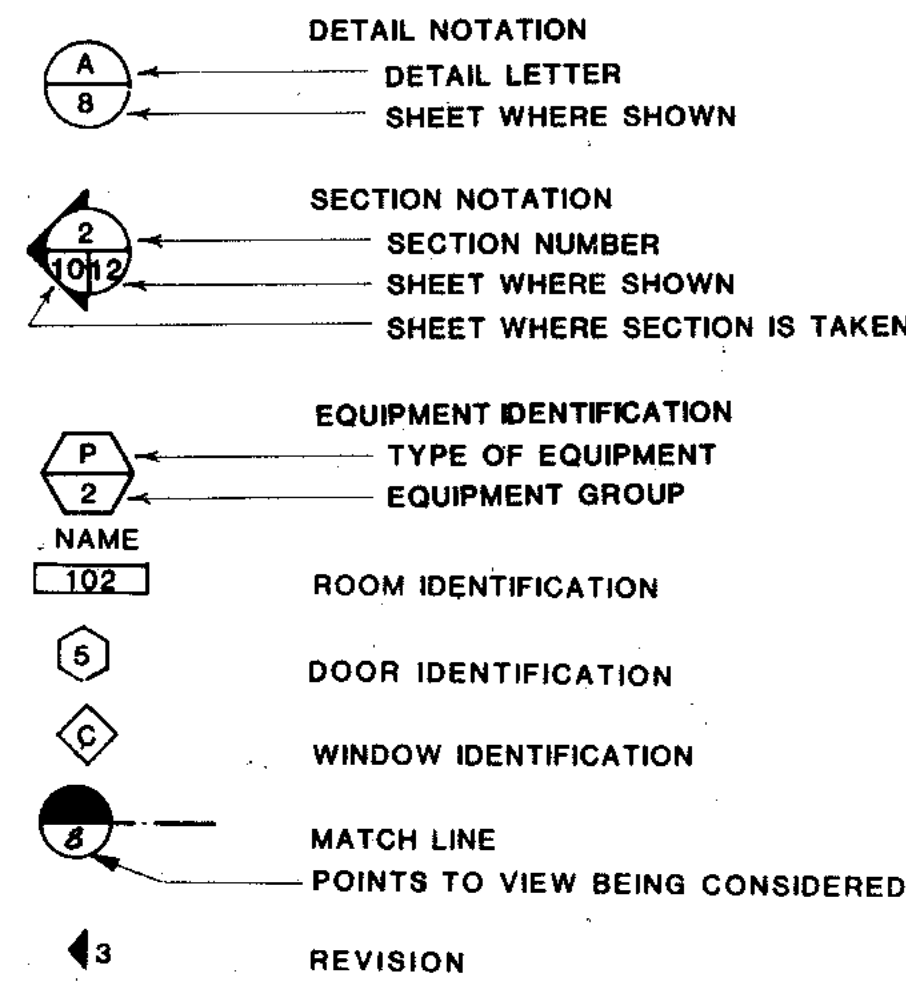 DETAIL NOTATION
A
DETAIL LETTER
8
SHEET WHERE SHOWN
SECTION NOTATION
2
SECTION NUMBER
10 12
SHEET WHERE SHOWN
SHEET WHERE SECTION IS TAKEN
EQUIPMENT IDENTIFICATION
P
TYPE OF EQUIPMENT
2
EQUIPMENT GROUP
NAME
102
ROOM IDENTIFICATION
5
DOOR IDENTIFICATION
C
WINDOW IDENTIFICATION
8
MATCH LINE
POINTS TO VIEW BEING CONSIDERED
3
REVISION